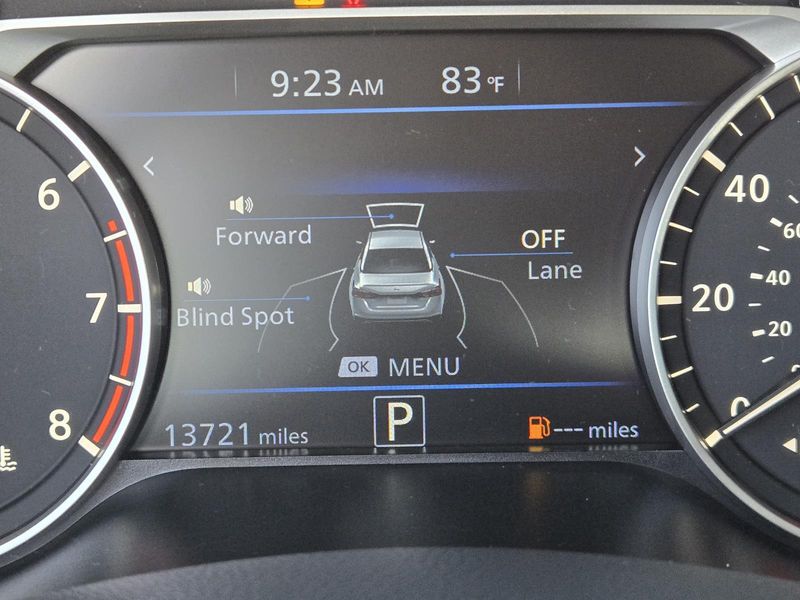 9:23 AM 83°F
Forward
OFF
Lane
Blind Spot
OK MENU
13721 miles P --- miles
6
7
8
40
20
0
60
40
20